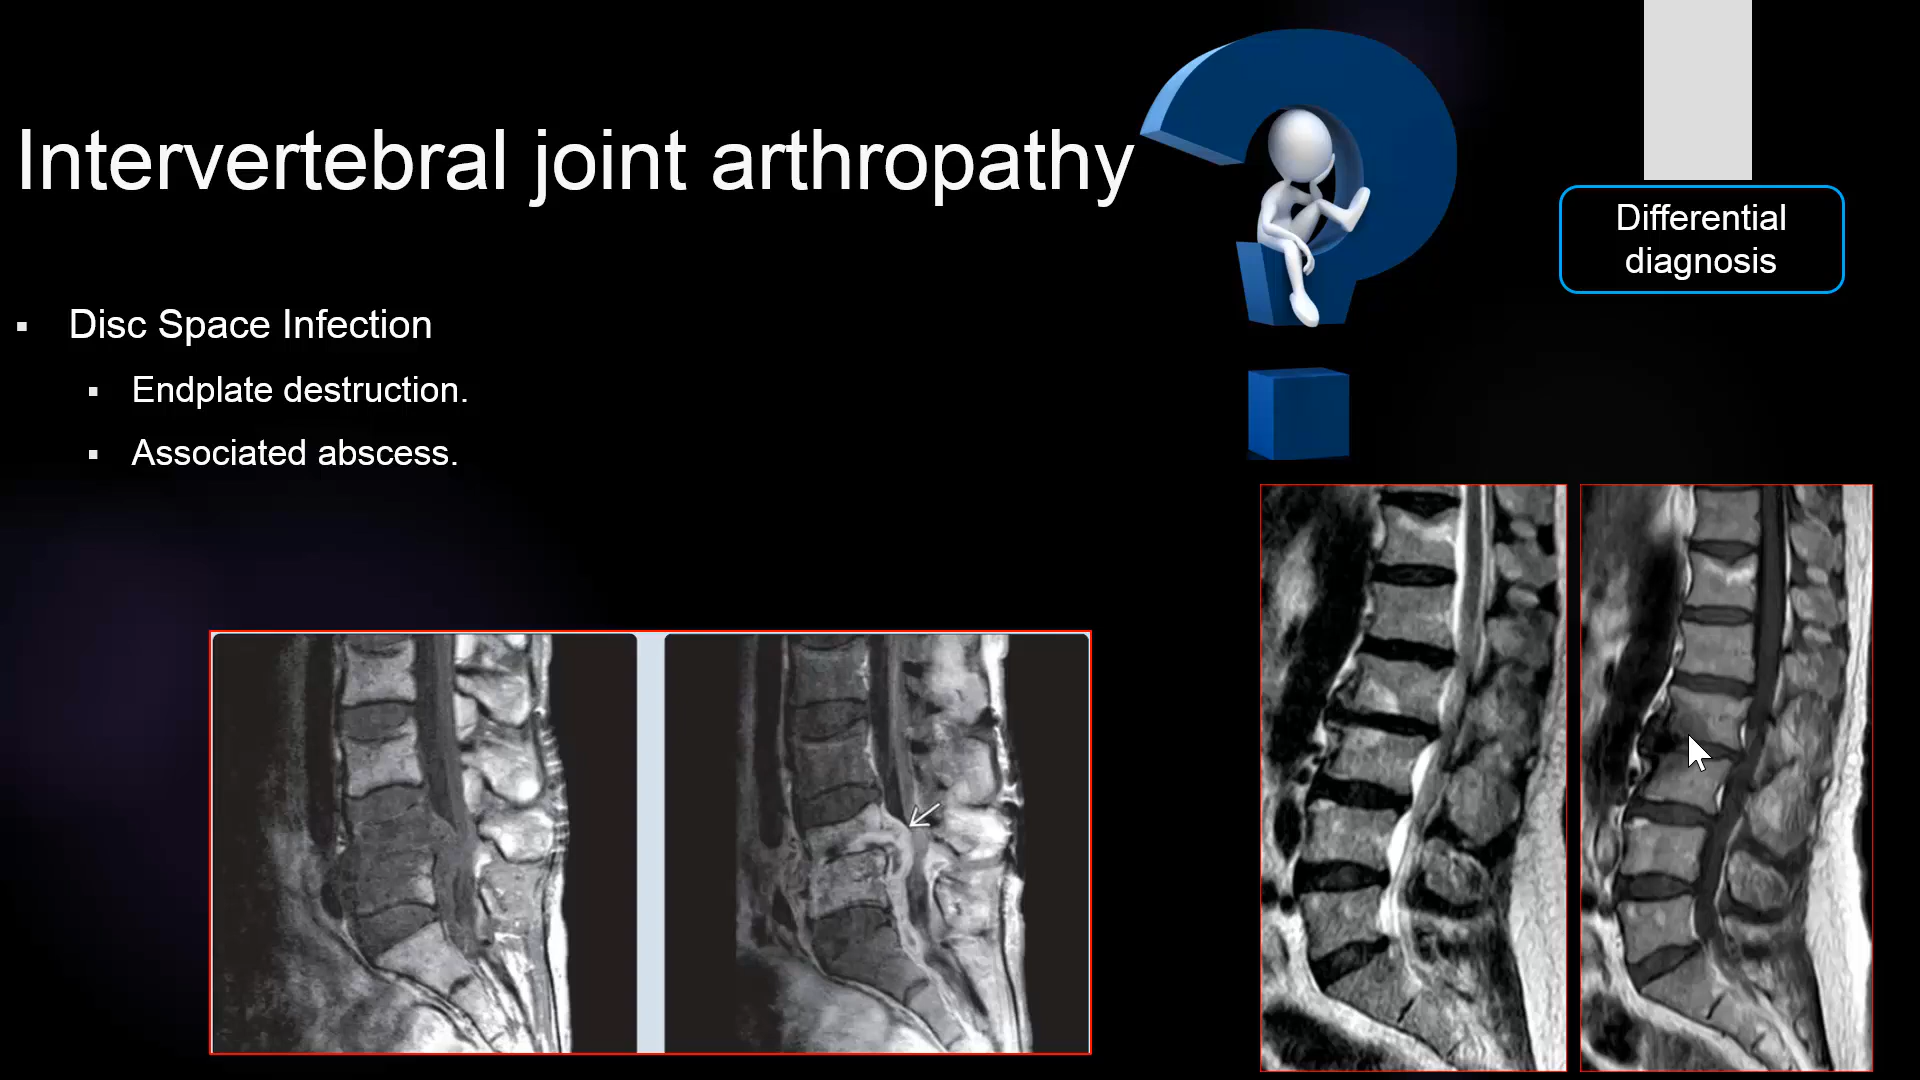 Intervertebral joint arthropathy
Differential
diagnosis
▪ Disc Space Infection
▪ Endplate destruction.
▪ Associated abscess.